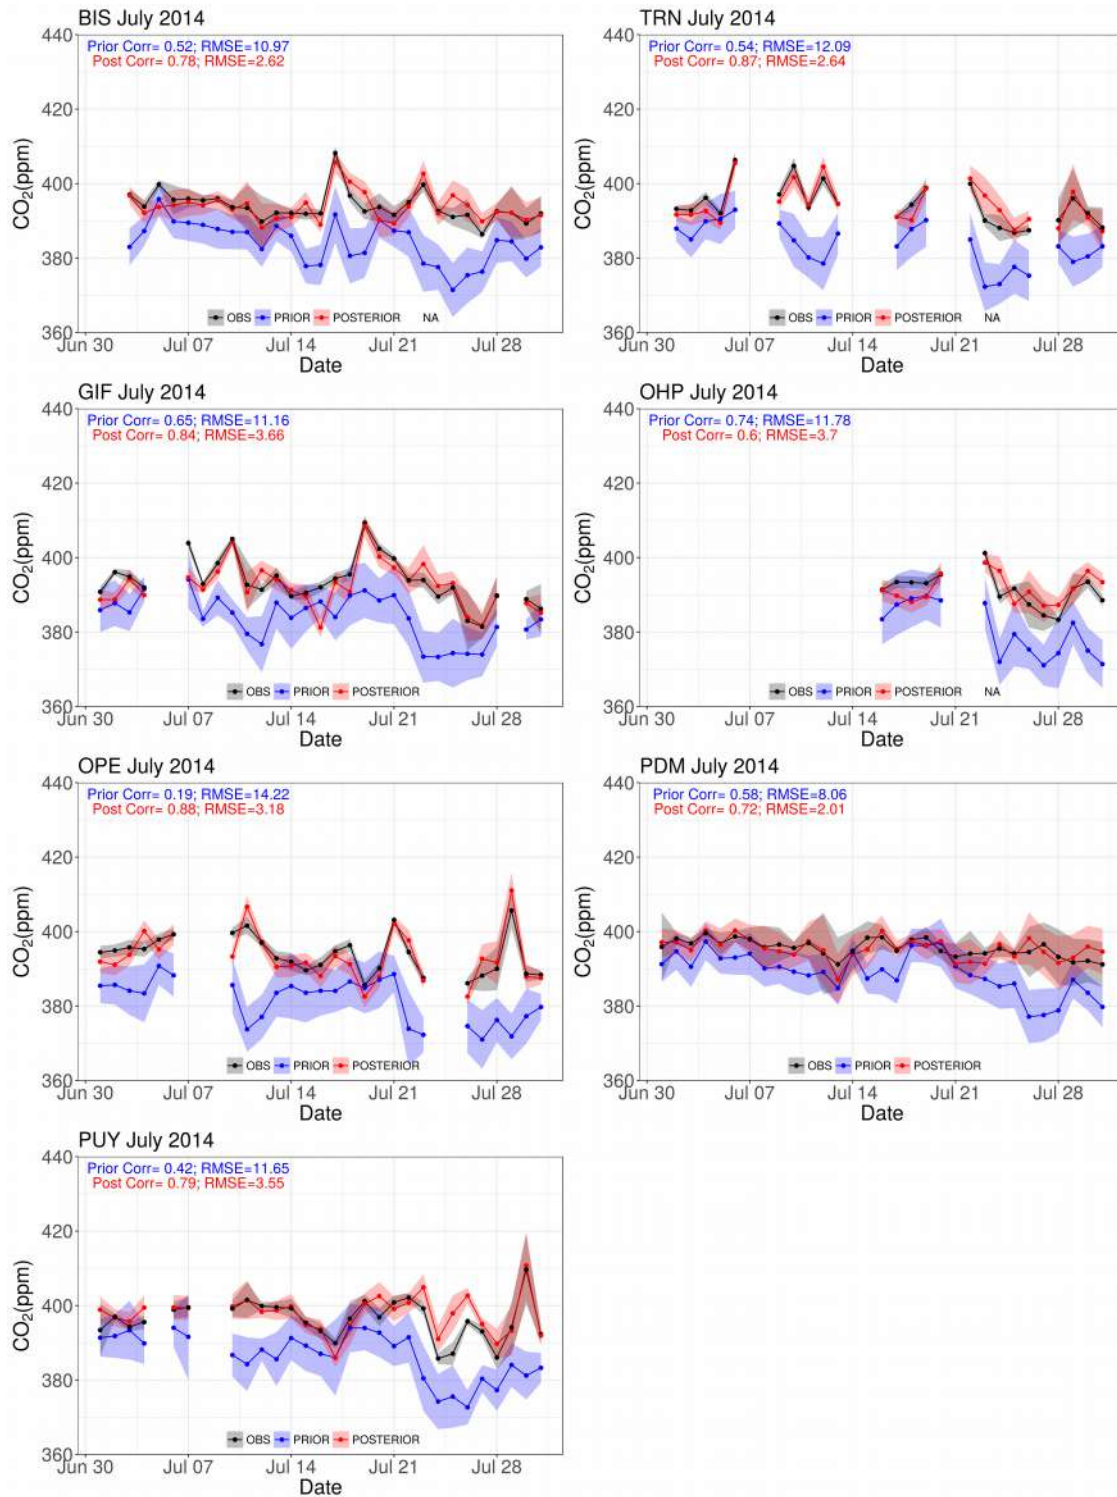 BIS July 2014
Prior Corr= 0.52; RMSE=10.97
Post Corr= 0.78; RMSE=2.62
440
420
400
380
360
CO2(ppm)
OBS PRIOR POSTERIOR NA
Jun 30 Jul 07 Jul 14 Jul 21 Jul 28
Date
TRN July 2014
Prior Corr= 0.54; RMSE=12.09
Post Corr= 0.87; RMSE=2.64
440
420
400
380
360
CO2(ppm)
OBS PRIOR POSTERIOR NA
Jun 30 Jul 07 Jul 14 Jul 21 Jul 28
Date
GIF July 2014
Prior Corr= 0.65; RMSE=11.16
Post Corr= 0.84; RMSE=3.66
440
420
400
380
360
CO2(ppm)
OBS PRIOR POSTERIOR
Jun 30 Jul 07 Jul 14 Jul 21 Jul 28
Date
OHP July 2014
Prior Corr= 0.74; RMSE=11.78
Post Corr= 0.6; RMSE=3.7
440
420
400
380
360
CO2(ppm)
OBS PRIOR POSTERIOR NA
Jun 30 Jul 07 Jul 14 Jul 21 Jul 28
Date
OPE July 2014
Prior Corr= 0.19; RMSE=14.22
Post Corr= 0.88; RMSE=3.18
440
420
400
380
360
CO2(ppm)
OBS PRIOR POSTERIOR
Jun 30 Jul 07 Jul 14 Jul 21 Jul 28
Date
PDM July 2014
Prior Corr= 0.58; RMSE=8.06
Post Corr= 0.72; RMSE=2.01
440
420
400
380
360
CO2(ppm)
OBS PRIOR POSTERIOR
Jun 30 Jul 07 Jul 14 Jul 21 Jul 28
Date
PUY July 2014
Prior Corr= 0.42; RMSE=11.65
Post Corr= 0.79; RMSE=3.55
440
420
400
380
360
CO2(ppm)
OBS PRIOR POSTERIOR
Jun 30 Jul 07 Jul 14 Jul 21 Jul 28
Date